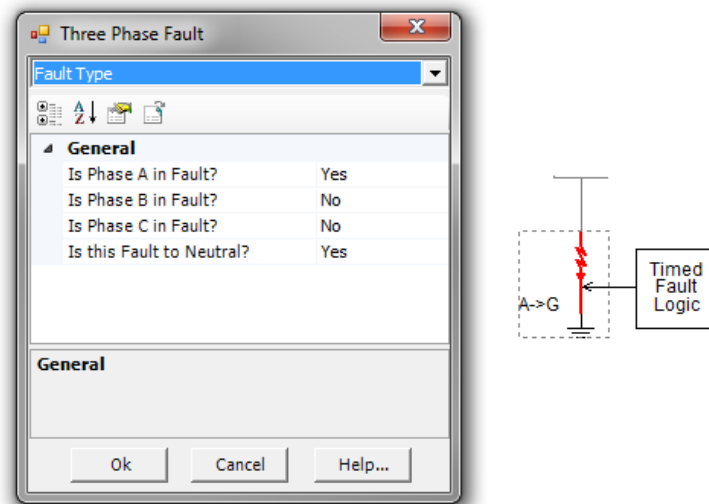 Three Phase Fault
Fault Type
General
Is Phase A in Fault? Yes
Is Phase B in Fault? No
Is Phase C in Fault? No
Is this Fault to Neutral? Yes
General
Ok Cancel Help...
A->G
Timed
Fault
Logic